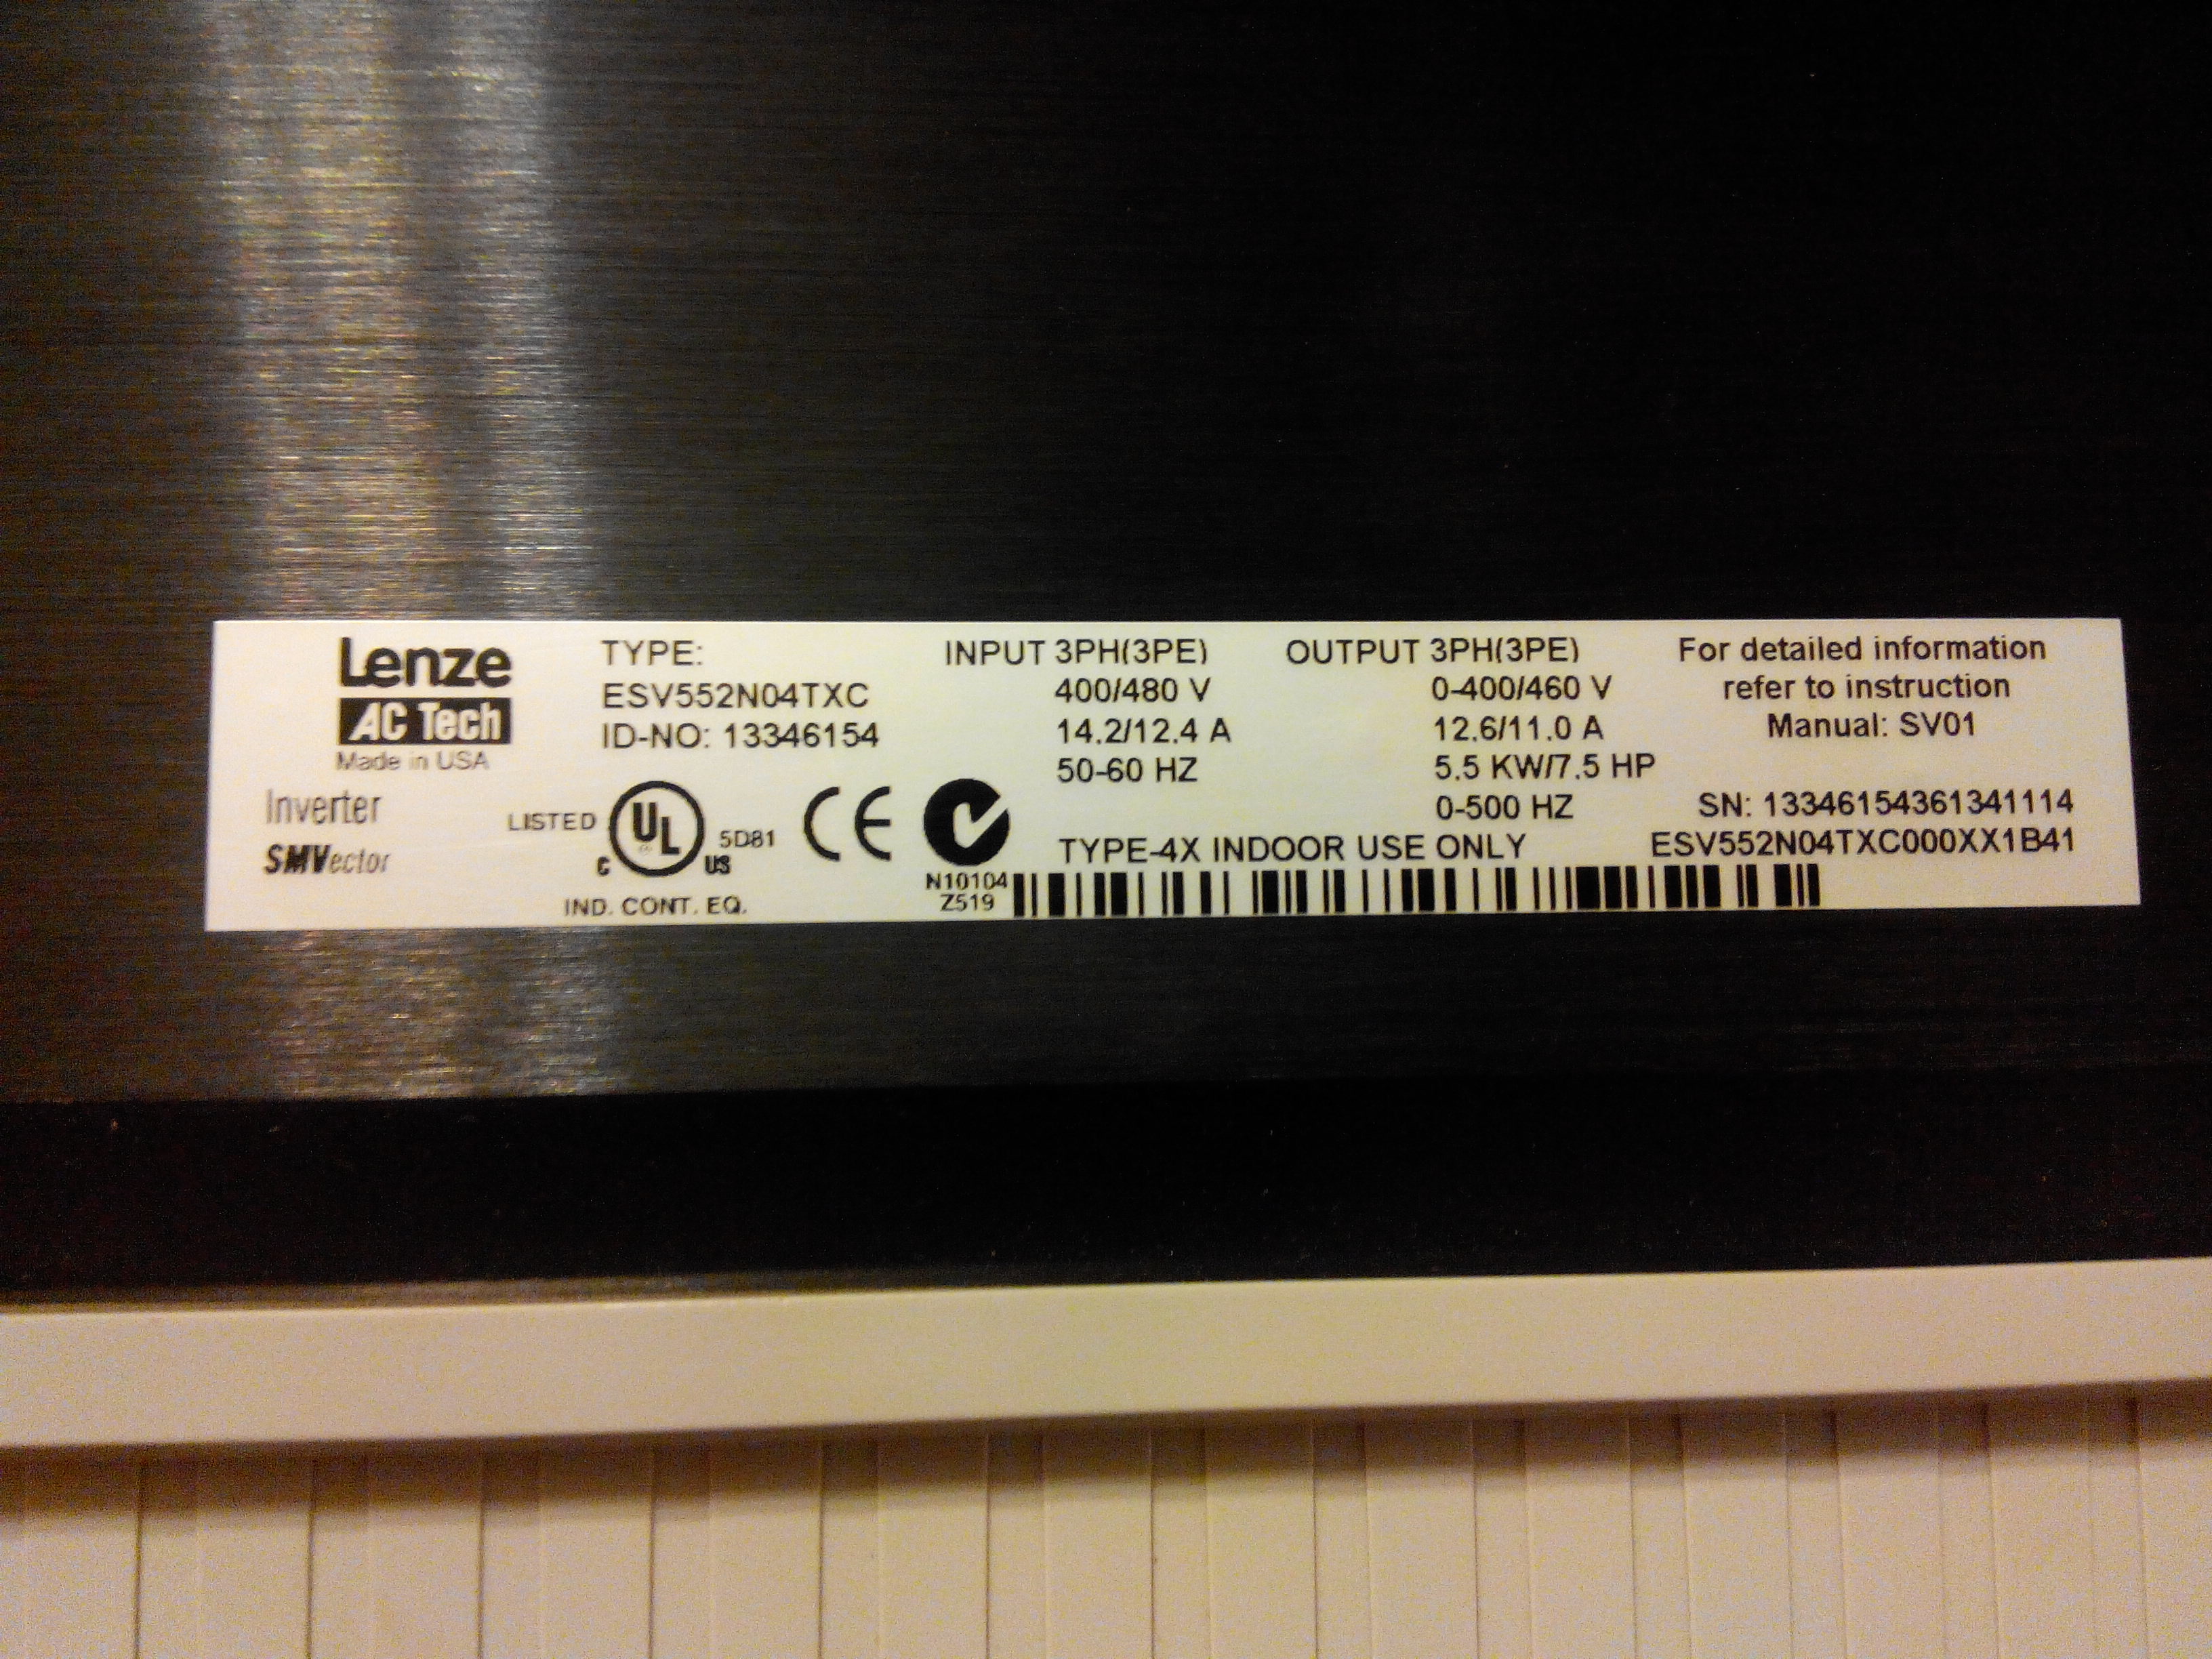 Lenze
AC Tech
Made in USA
Inverter
SMVector
TYPE:
ESV552N04TXC
ID-NO: 13346154
LISTED
UL
5D81
C
US
IND. CONT. EQ.
CE
N10104
Z519
INPUT 3PH(3PE)
400/480 V
14.2/12.4 A
50-60 HZ
OUTPUT 3PH(3PE)
0-400/460 V
12.6/11.0 A
5.5 KW/7.5 HP
0-500 HZ
TYPE-4X INDOOR USE ONLY
For detailed information
refer to instruction
Manual: SV01
SN: 13346154361341114
ESV552N04TXC000XX1B41